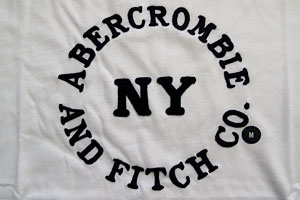 ABERCROMBIE
AND FITCH CO.
NY
M